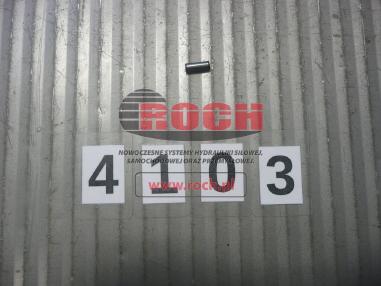 ROCH
NOWOCZESNE SYSTEMY HYDRAULIKI SIŁOWEJ,
SAMOCHODOWEJ ORAZ PRZEMYSŁOWEJ.
4 1 0 3
www.roch.pl